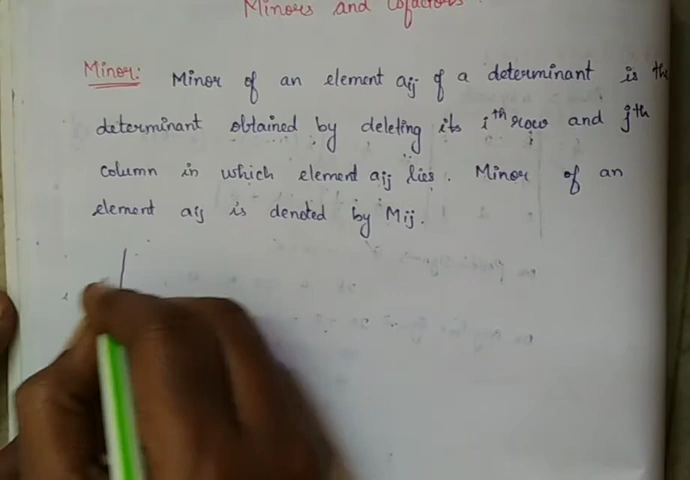 Minors and Cofactors.
Minor: Minor of an element aij of a determinant is the
determinant obtained by deleting its ith row and jth
column in which element aij lies. Minor of an
element aij is denoted by Mij.